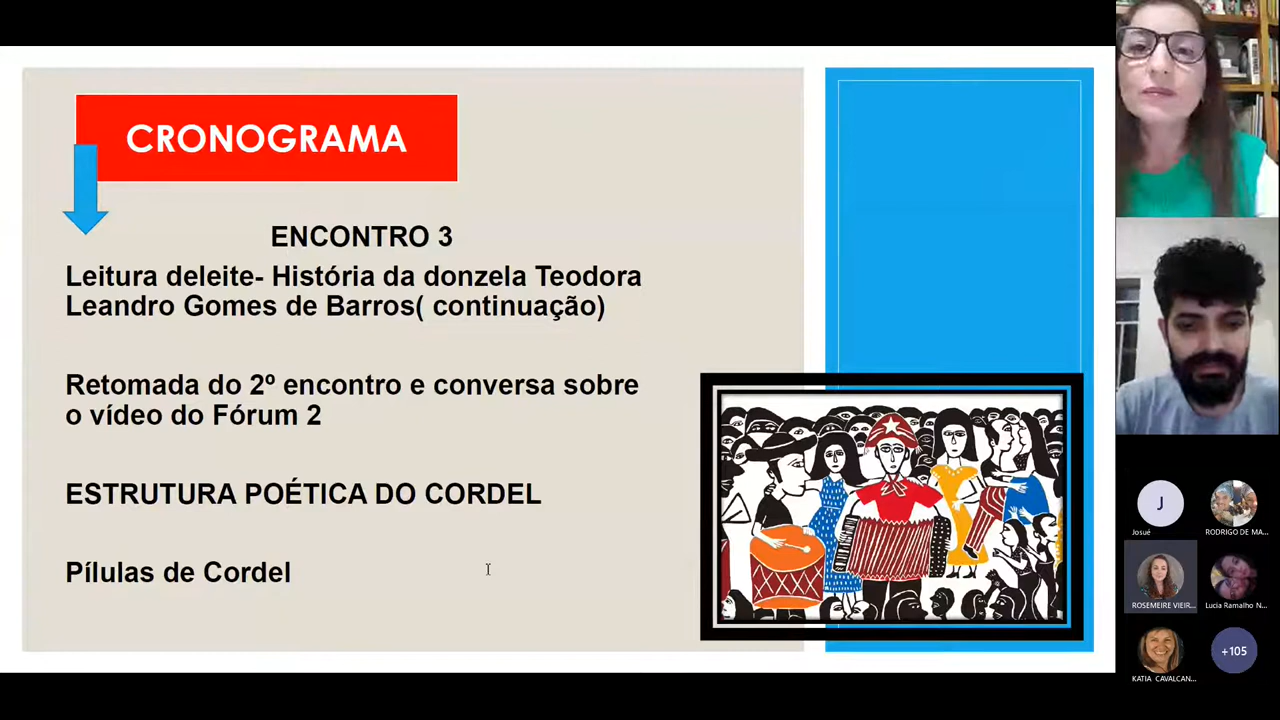 CRONOGRAMA
ENCONTRO 3
Leitura deleite- História da donzela Teodora
Leandro Gomes de Barros( continuação)
Retomada do 2º encontro e conversa sobre
o vídeo do Fórum 2
ESTRUTURA POÉTICA DO CORDEL
Pílulas de Cordel
J
Josué
RODRIGO DE MA...
ROSEMEIRE VIEIR...
Lucia Ramalho N...
KATIA CAVALCAN...
+105